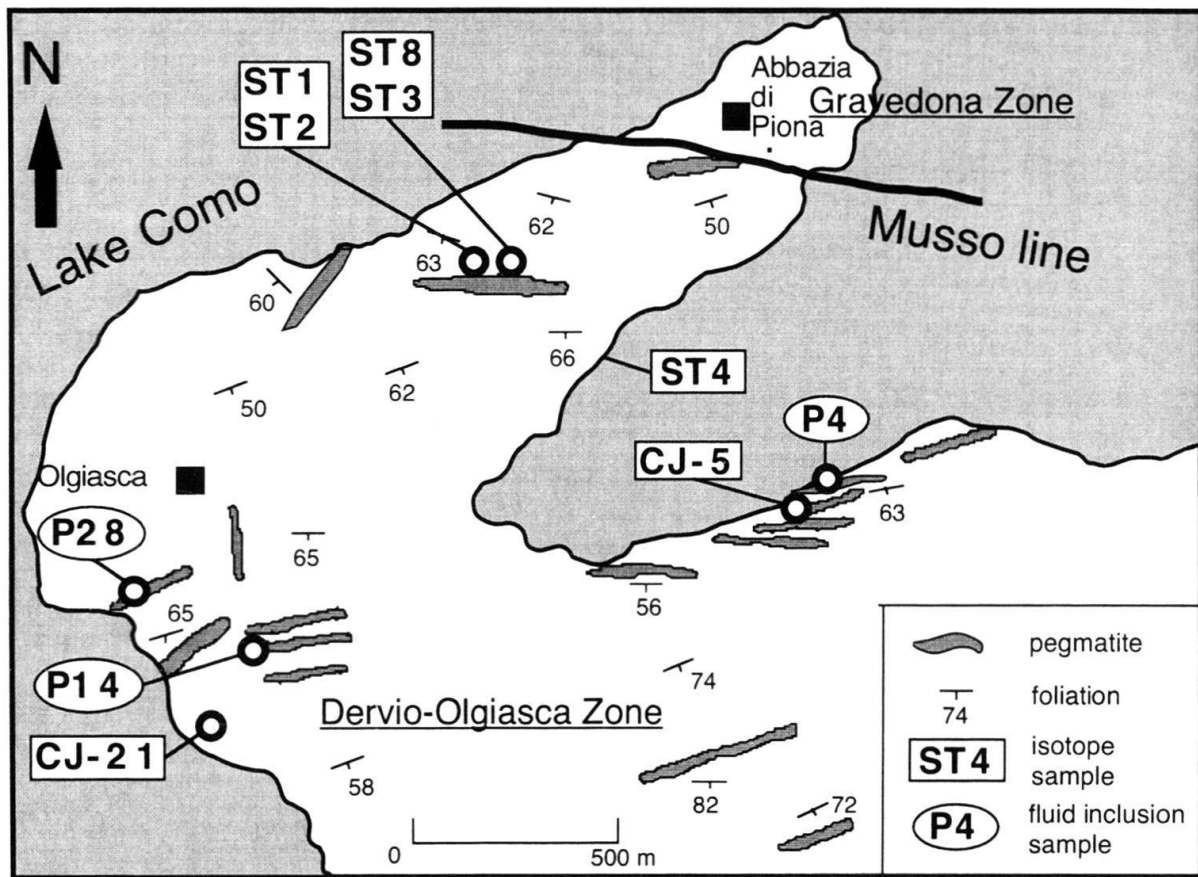 N
ST1
ST2
ST8
ST3
Abbazia
di
Piona
Gravedona Zone
Lake Como
Musso line
62
50
63
60
66
62
50
ST4
P4
CJ-5
63
Olgiasca
P28
65
65
56
P14
74
Dervio-Olgiasca Zone
CJ-21
58
82
72
0
500 m
pegmatite
74
foliation
ST4
isotope
sample
P4
fluid inclusion
sample